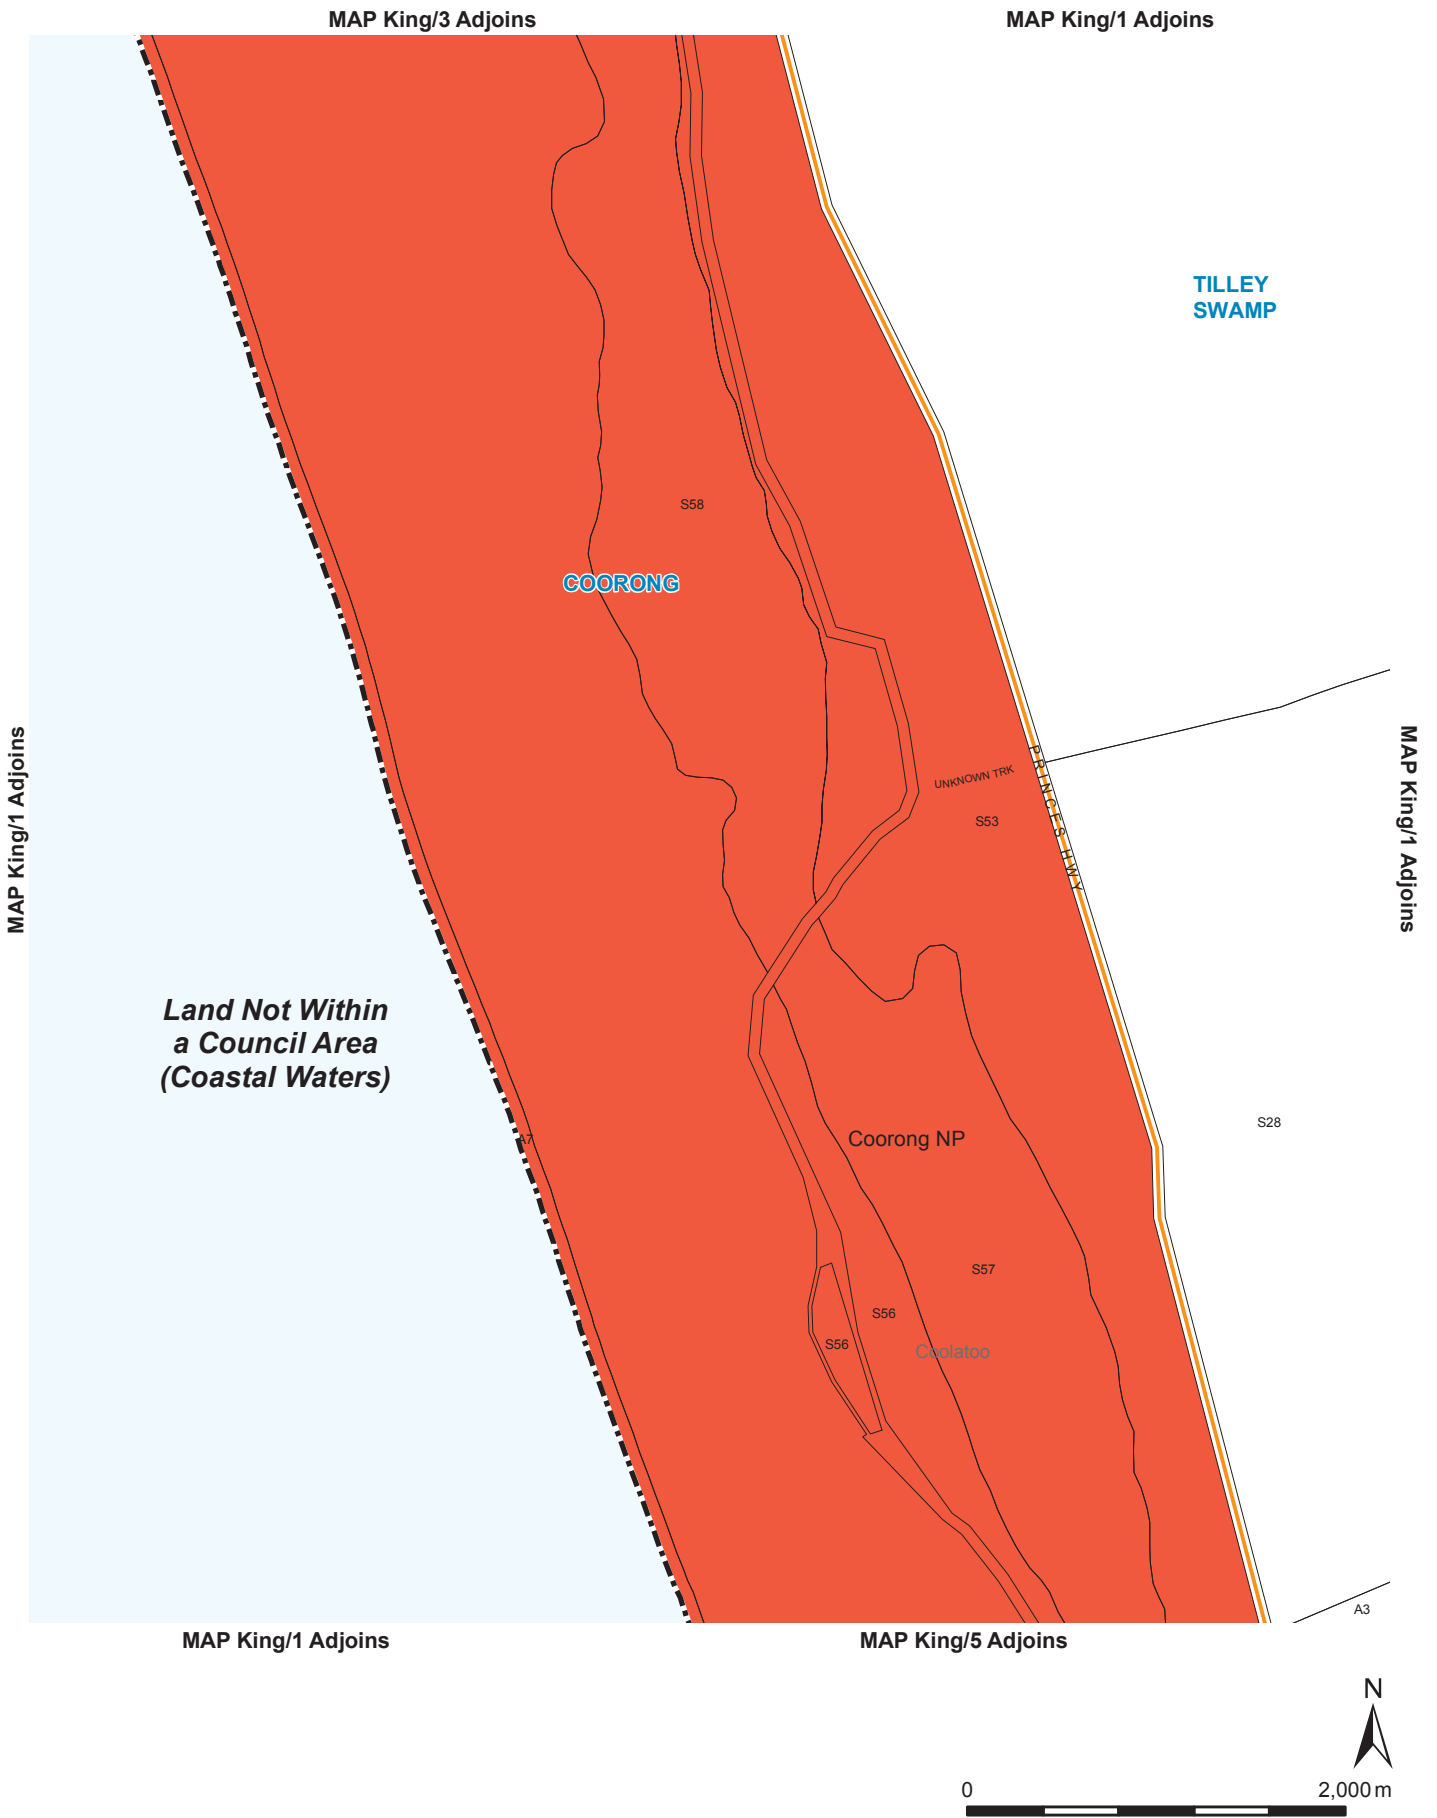 MAP King/3 Adjoins
MAP King/1 Adjoins
TILLEY
SWAMP
S58
COORONG
MAP King/1 Adjoins
MAP King/1 Adjoins
UNKNOWN TRK
PRINCES HWY
S53
Land Not Within
a Council Area
(Coastal Waters)
S28
A7
Coorong NP
S57
S56
S56
Coolatoo
A3
MAP King/1 Adjoins
MAP King/5 Adjoins
N
0
2,000 m